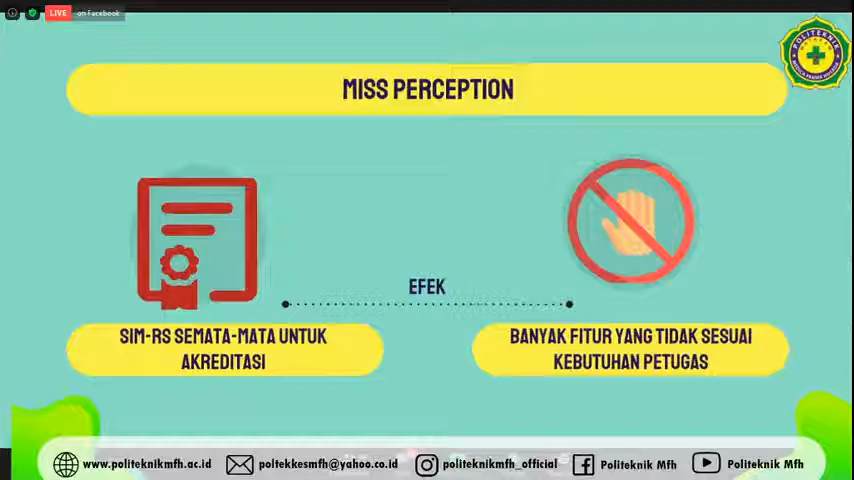 LIVE on Facebook
POLITEKNIK
MISS PERCEPTION
EFEK
SIM-RS SEMATA-MATA UNTUK
AKREDITASI
BANYAK FITUR YANG TIDAK SESUAI
KEBUTUHAN PETUGAS
www.politeknikmfh.ac.id
poltekkesmfh@yahoo.co.id
politeknikmfh_official
Politeknik Mfh
Politeknik Mfh